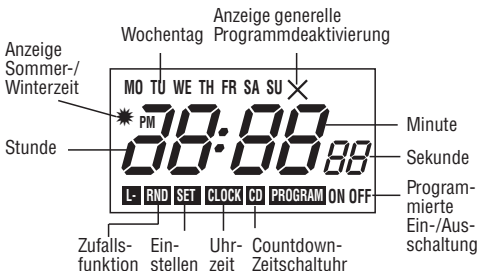 Anzeige generelle
Programmdeaktivierung
Wochentag
Anzeige
Sommer-/
Winterzeit
MO TU WE TH FR SA SU
PM
28:88
88
Minute
Stunde
Sekunde
L- RND SET CLOCK CD PROGRAM ON OFF
Program-
mierte
Ein-/Aus-
schaltung
Zufalls-
funktion
Ein-
stellen
Uhr-
zeit
Countdown-
Zeitschaltuhr